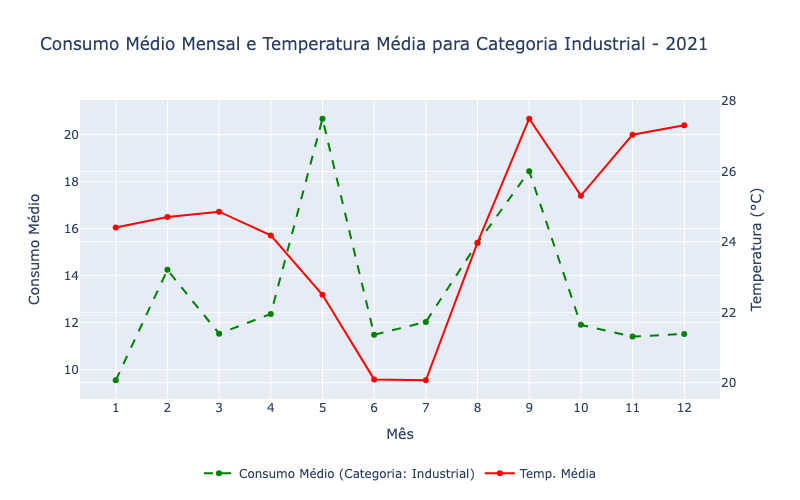 Consumo Médio Mensal e Temperatura Média para Categoria Industrial - 2021
28
20
26
18
16
24
14
22
12
10
20
Consumo Médio
Temperatura (°C)
1 2 3 4 5 6 7 8 9 10 11 12
Mês
Consumo Médio (Categoria: Industrial) Temp. Média